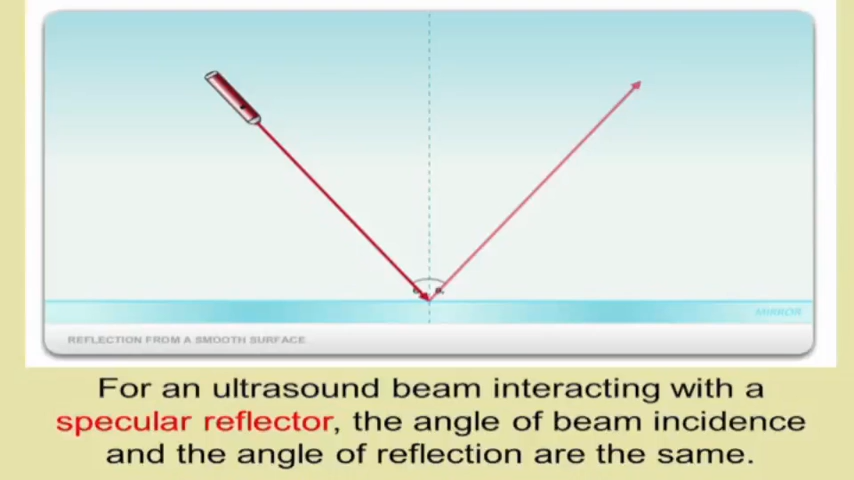 MIRROR
REFLECTION FROM A SMOOTH SURFACE
For an ultrasound beam interacting with a
specular reflector, the angle of beam incidence
and the angle of reflection are the same.